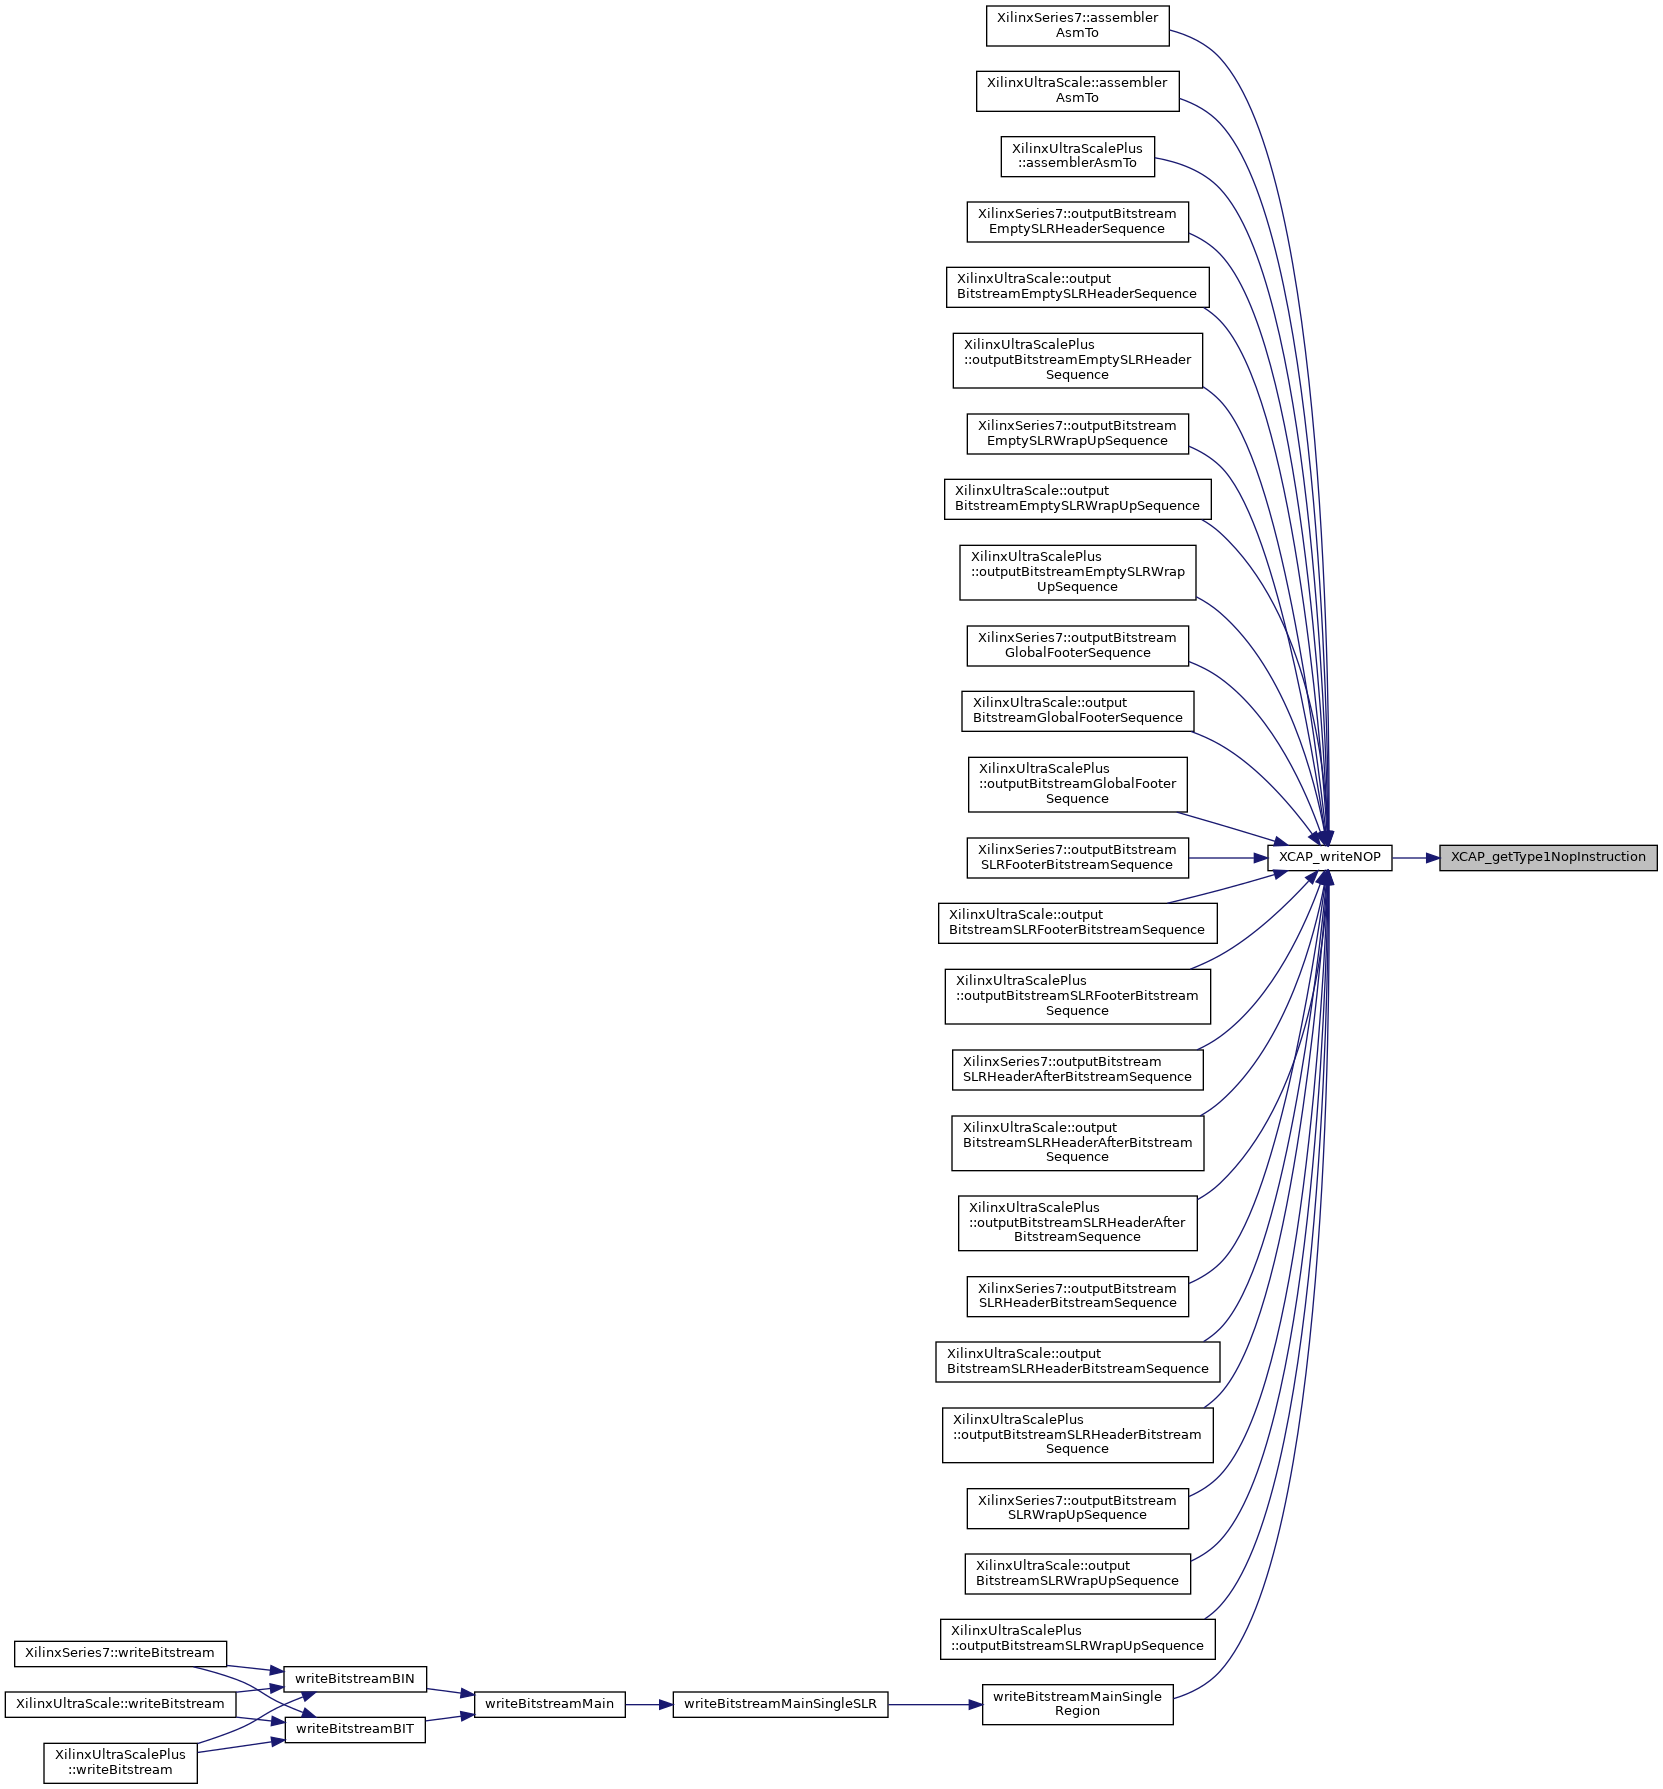 XilinxSeries7::assembler
AsmTo
XilinxUltraScale::assembler
AsmTo
XilinxUltraScalePlus
::assemblerAsmTo
XilinxSeries7::outputBitstream
EmptySLRHeaderSequence
XilinxUltraScale::output
BitstreamEmptySLRHeaderSequence
XilinxUltraScalePlus
::outputBitstreamEmptySLRHeader
Sequence
XilinxSeries7::outputBitstream
EmptySLRWrapUpSequence
XilinxUltraScale::output
BitstreamEmptySLRWrapUpSequence
XilinxUltraScalePlus
::outputBitstreamEmptySLRWrap
UpSequence
XilinxSeries7::outputBitstream
GlobalFooterSequence
XilinxUltraScale::output
BitstreamGlobalFooterSequence
XilinxUltraScalePlus
::outputBitstreamGlobalFooter
Sequence
XilinxSeries7::outputBitstream
SLRFooterBitstreamSequence
XCAP_writeNOP
XCAP_getType1NopInstruction
XilinxUltraScale::output
BitstreamSLRFooterBitstreamSequence
XilinxUltraScalePlus
::outputBitstreamSLRFooterBitstream
Sequence
XilinxSeries7::outputBitstream
SLRHeaderAfterBitstreamSequence
XilinxUltraScale::output
BitstreamSLRHeaderAfterBitstream
Sequence
XilinxUltraScalePlus
::outputBitstreamSLRHeaderAfter
BitstreamSequence
XilinxSeries7::outputBitstream
SLRHeaderBitstreamSequence
XilinxUltraScale::output
BitstreamSLRHeaderBitstreamSequence
XilinxUltraScalePlus
::outputBitstreamSLRHeaderBitstream
Sequence
XilinxSeries7::outputBitstream
SLRWrapUpSequence
XilinxUltraScale::output
BitstreamSLRWrapUpSequence
XilinxUltraScalePlus
::outputBitstreamSLRWrapUpSequence
XilinxSeries7::writeBitstream
XilinxUltraScale::writeBitstream
XilinxUltraScalePlus
::writeBitstream
writeBitstreamBIN
writeBitstreamBIT
writeBitstreamMain
writeBitstreamMainSingleSLR
writeBitstreamMainSingle
Region